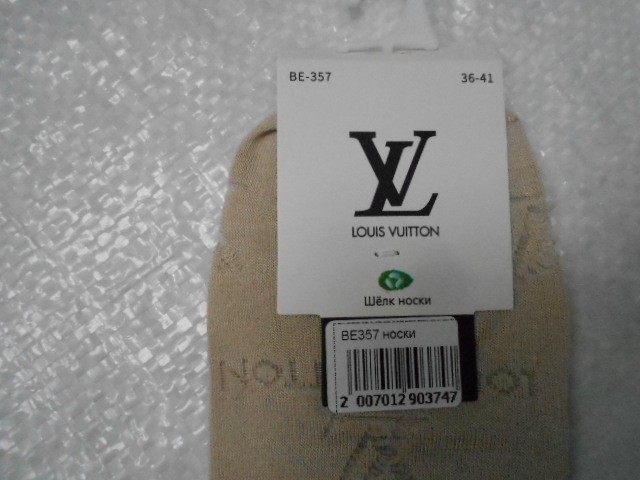 BE-357 36-41
LV
LOUIS VUITTON
Шёлк носки
BE357 носки
2 007012 903747